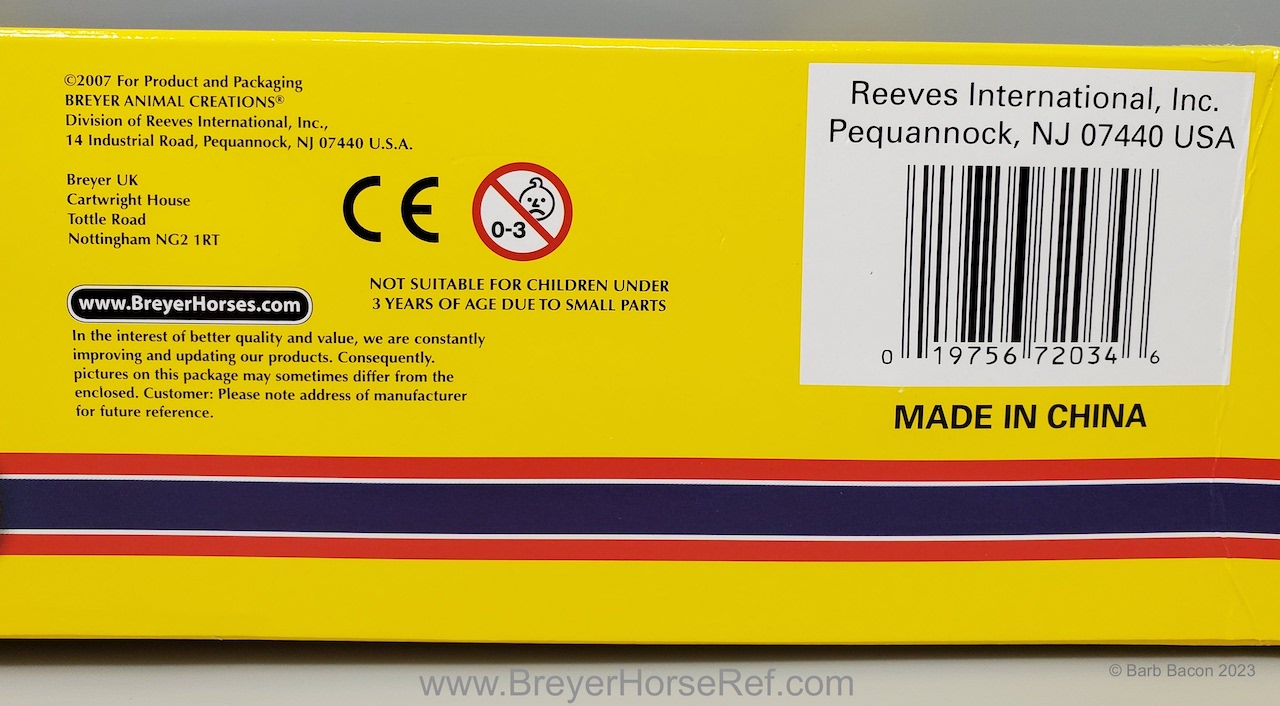 ©2007 For Product and Packaging
BREYER ANIMAL CREATIONS®
Division of Reeves International, Inc.,
14 Industrial Road, Pequannock, NJ 07440 U.S.A.
Breyer UK
Cartwright House
Tottle Road
Nottingham NG2 1RT
CE
0-3
NOT SUITABLE FOR CHILDREN UNDER
3 YEARS OF AGE DUE TO SMALL PARTS
www.BreyerHorses.com
In the interest of better quality and value, we are constantly
improving and updating our products. Consequently.
pictures on this package may sometimes differ from the
enclosed. Customer: Please note address of manufacturer
for future reference.
Reeves International, Inc.
Pequannock, NJ 07440 USA
0 19756 72034 6
MADE IN CHINA
www.BreyerHorseRef.com
© Barb Bacon 2023